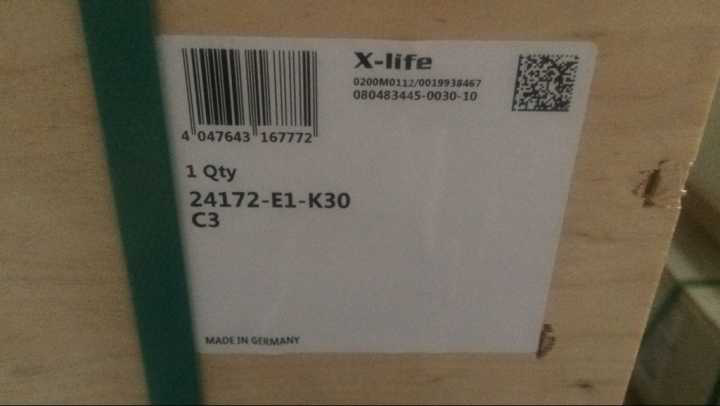 X-life
0200M0112/0019938467
080483445-0030-10
4 047643 167772
1 Qty
24172-E1-K30
C3
MADE IN GERMANY